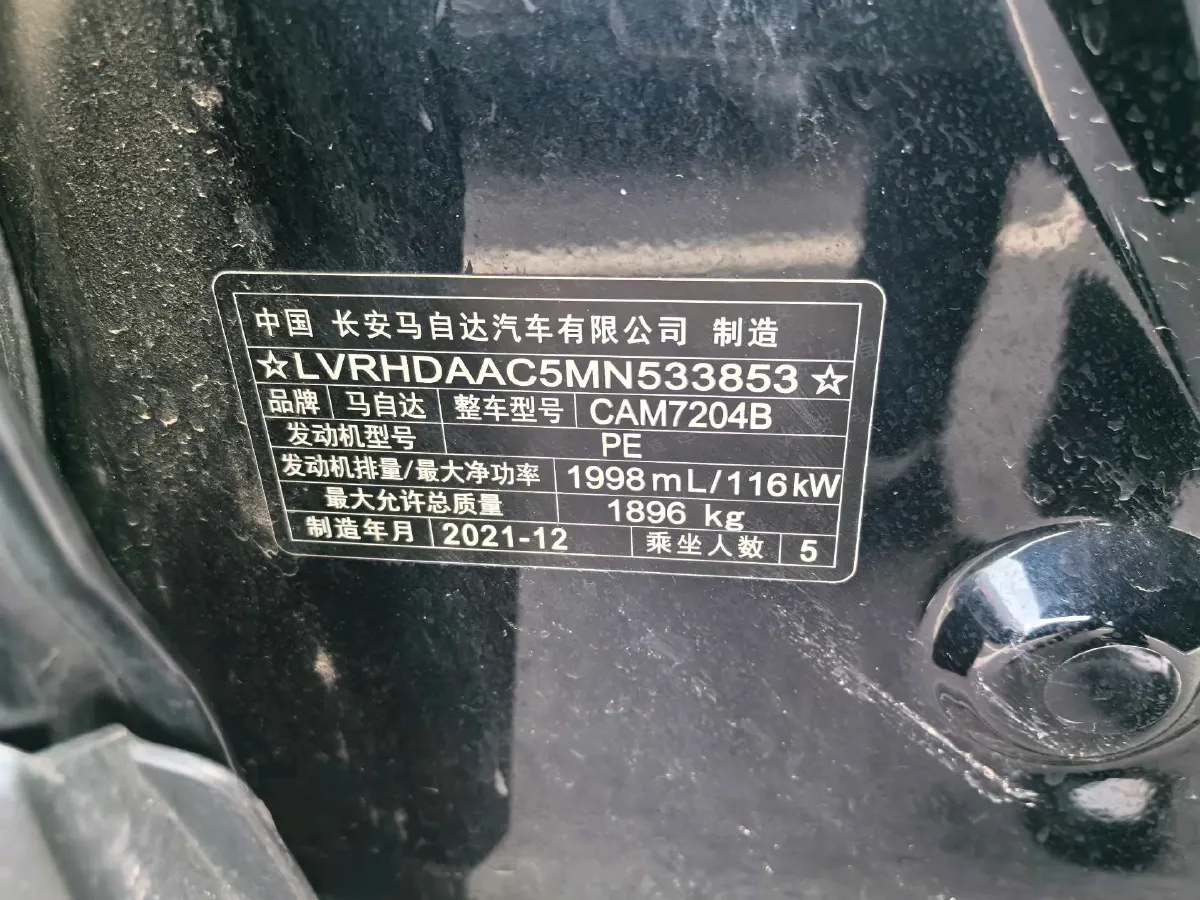 中国 长安马自达汽车有限公司 制造
☆LVRHDAAC5MN533853☆
品牌 马自达 整车型号 CAM7204B
发动机型号 PE
发动机排量/最大净功率 1998mL/116kW
最大允许总质量 1896 kg
制造年月 2021-12 乘坐人数 5